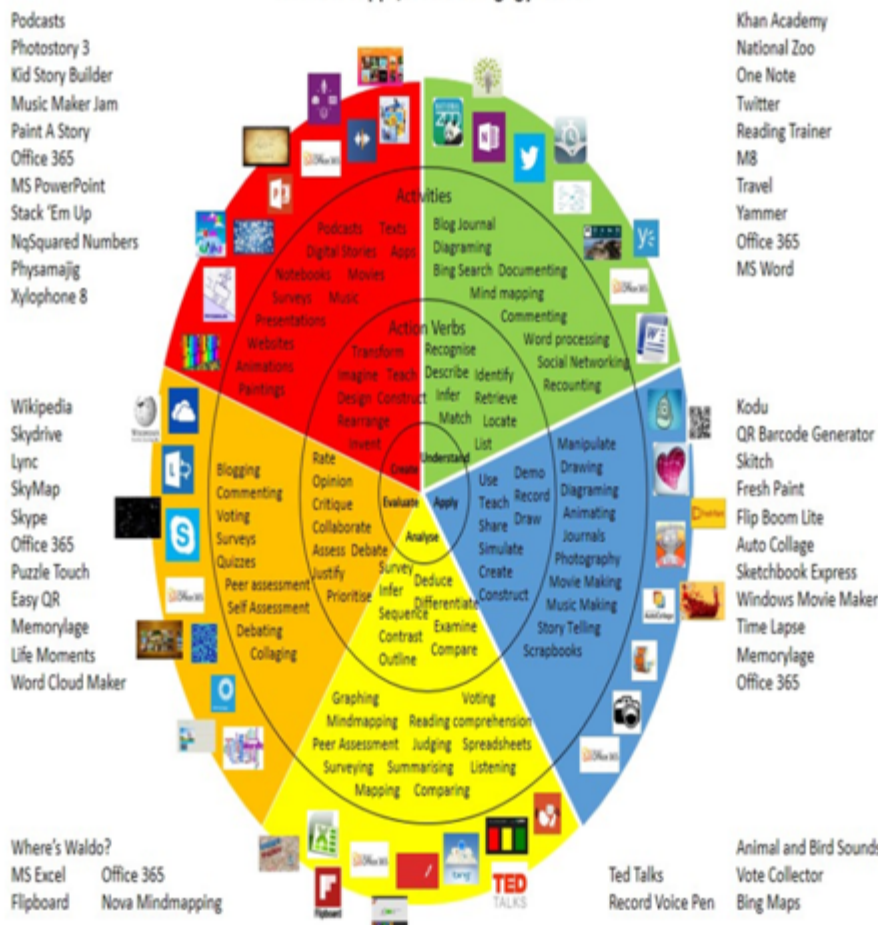 Podcasts
Photostory 3
Kid Story Builder
Music Maker Jam
Paint A Story
Office 365
MS PowerPoint
Stack 'Em Up
NqSquared Numbers
Physamajig
Xylophone 8
Khan Academy
National Zoo
One Note
Twitter
Reading Trainer
M8
Travel
Yammer
Office 365
MS Word
Activities
Podcasts Texts
Digital Stories Apps
Notebooks Movies
Surveys Music
Presentations
Websites
Animations
Paintings
Blog Journal
Diagraming
Bing Search Documenting
Mind mapping
Commenting
Word processing
Social Networking
Recounting
Action Verbs
Transform
Imagine Teach
Design Construct
Rearrange
Invent
Recognise
Describe Identify
Infer Retrieve
Match Locate
List
Create
Understand
Evaluate
Apply
Analyse
Wikipedia
Skydrive
Lync
SkyMap
Skype
Office 365
Puzzle Touch
Easy QR
Memorylage
Life Moments
Word Cloud Maker
Blogging
Commenting
Voting
Surveys
Quizzes
Peer assessment
Self Assessment
Debating
Collaging
Rate
Opinion
Critique
Collaborate
Assess Debate
Justify
Prioritise
Use Demo
Teach Record
Share Draw
Simulate
Create
Construct
Manipulate
Drawing
Diagraming
Animating
Journals
Photography
Movie Making
Music Making
Story Telling
Scrapbooks
Kodu
QR Barcode Generator
Skitch
Fresh Paint
Flip Boom Lite
Auto Collage
Sketchbook Express
Windows Movie Maker
Time Lapse
Memorylage
Office 365
Survey
Infer Deduce
Sequence Differentiate
Contrast Examine
Outline Compare
Graphing Voting
Mindmapping Reading comprehension
Peer Assessment Judging Spreadsheets
Surveying Summarising Listening
Mapping Comparing
Where's Waldo?
MS Excel Office 365
Flipboard Nova Mindmapping
Flipboard
TED
TALKS
Animal and Bird Sounds
Ted Talks Vote Collector
Record Voice Pen Bing Maps